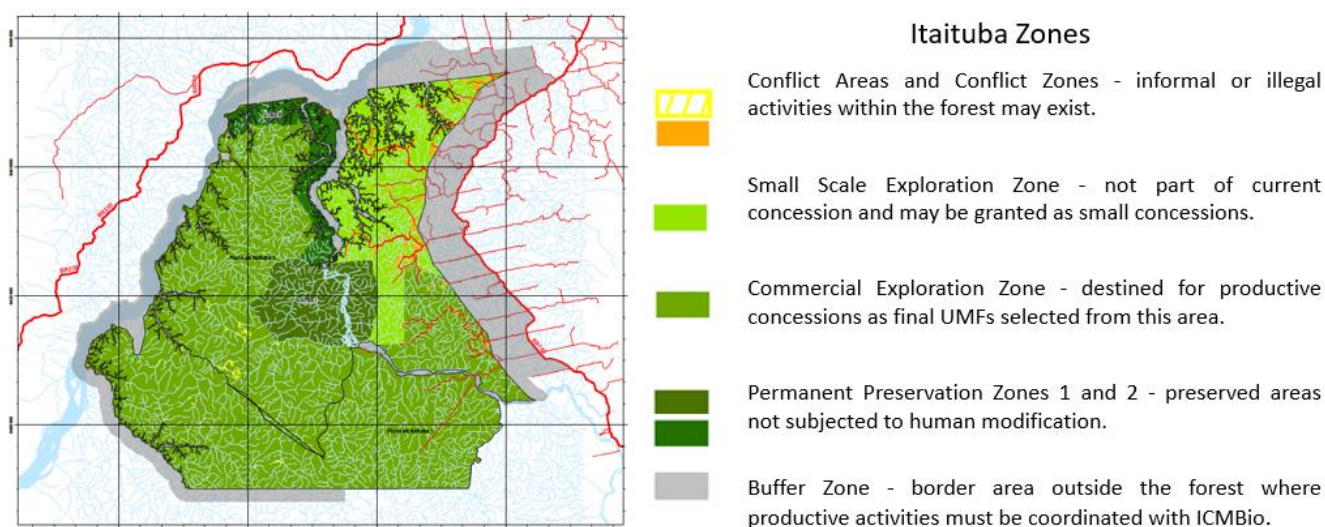 Itaituba Zones
Conflict Areas and Conflict Zones - informal or illegal
activities within the forest may exist.
Small Scale Exploration Zone - not part of current
concession and may be granted as small concessions.
Commercial Exploration Zone - destined for productive
concessions as final UMFs selected from this area.
Permanent Preservation Zones 1 and 2 - preserved areas
not subjected to human modification.
Buffer Zone - border area outside the forest where
productive activities must be coordinated with ICMBio.